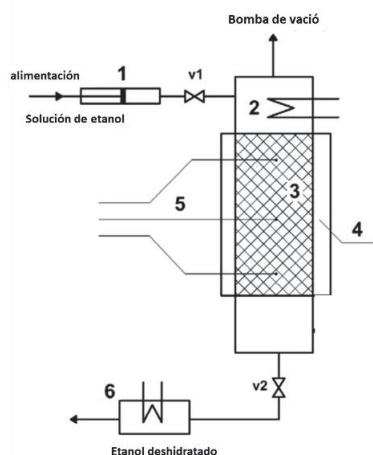 Bomba de vació
alimentación
1
v1
Solución de etanol
2
3
5
4
6
v2
Etanol deshidratado